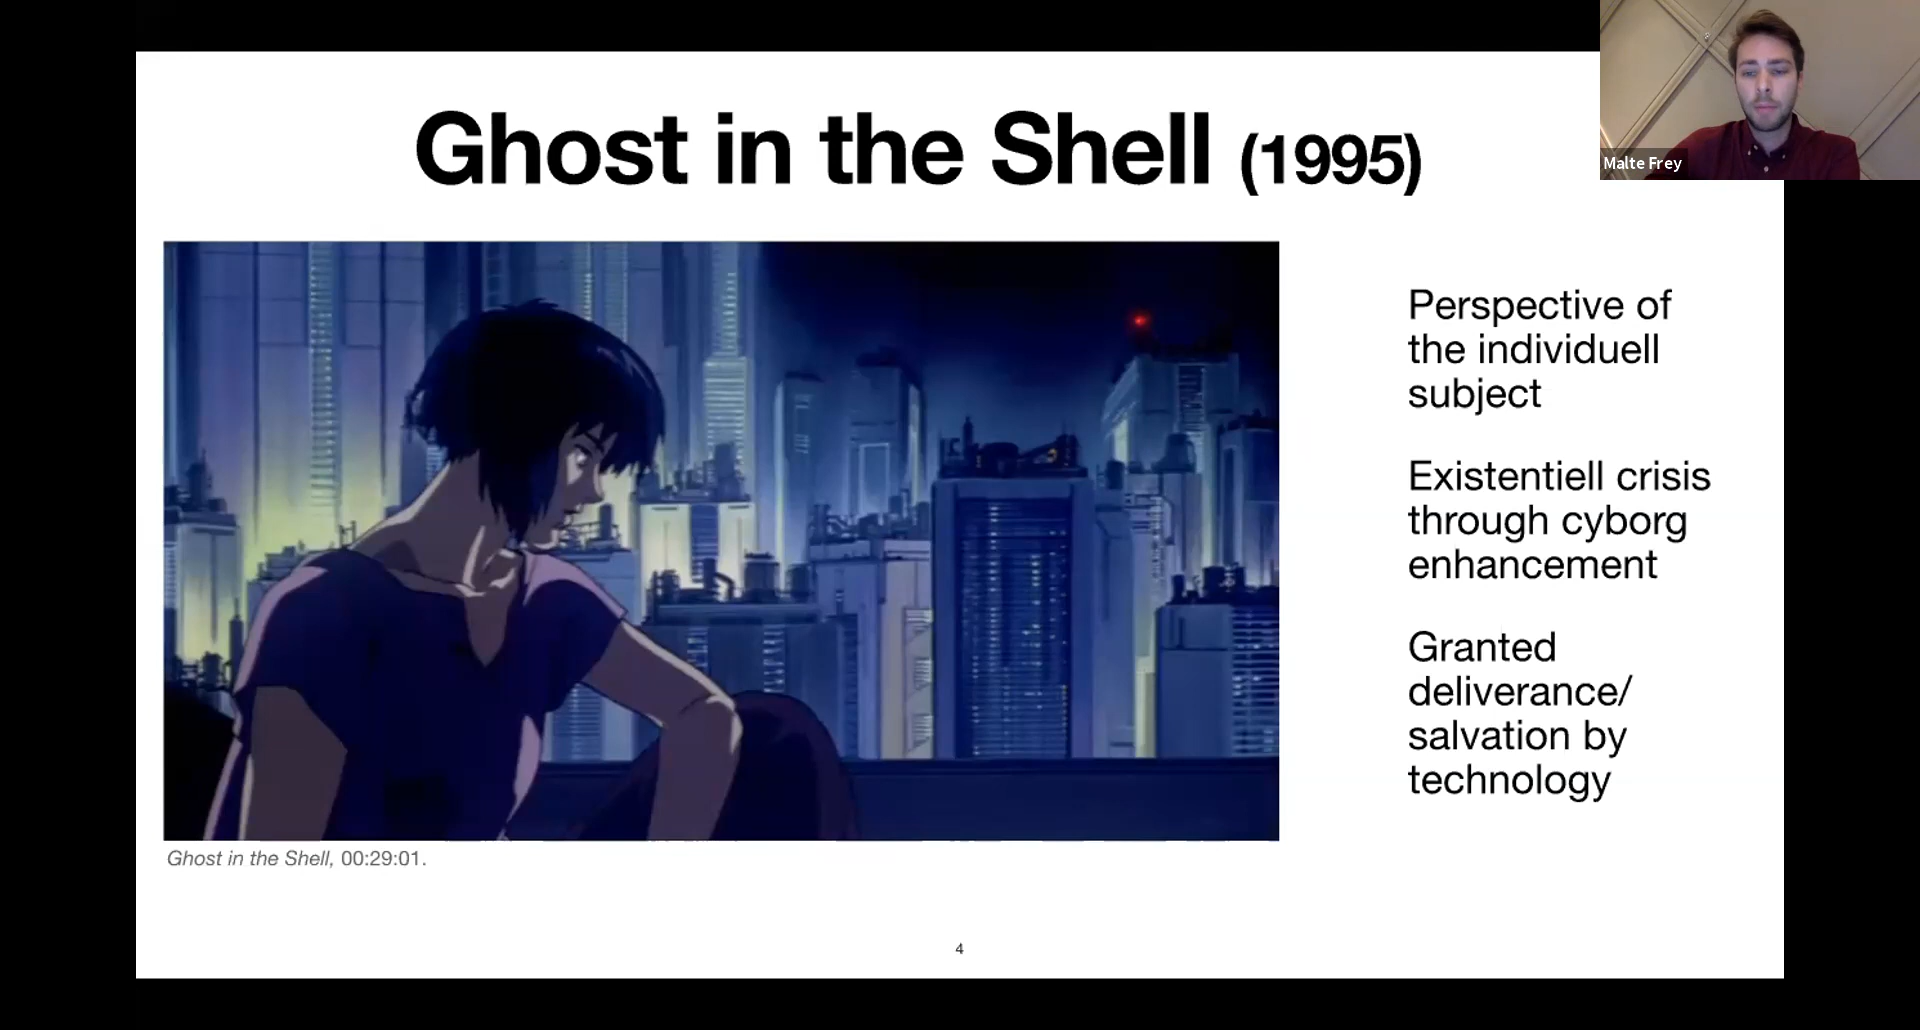 Ghost in the Shell (1995)
Malte Frey
Perspective of
the individuell
subject
Existentiell crisis
through cyborg
enhancement
Granted
deliverance/
salvation by
technology
Ghost in the Shell, 00:29:01.
4